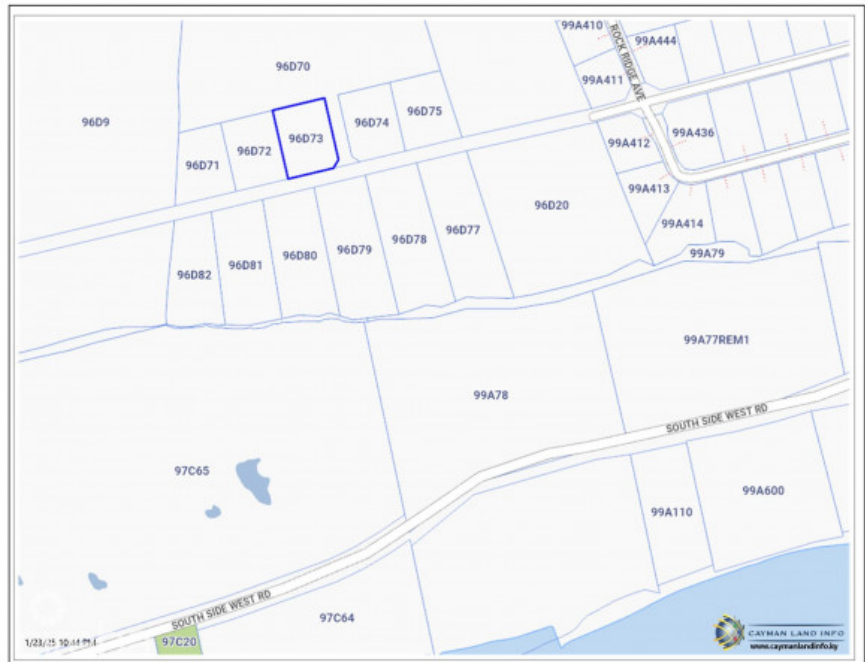 99A410
99A444
ROCK RIDGE AVE
96D70
99A411
96D9
96D74
96D75
96D73
96D72
96D71
99A436
99A412
99A413
96D20
99A414
96D77
96D78
96D79
96D80
96D81
96D82
99A79
99A77REM1
99A78
SOUTH SIDE WEST RD
97C65
99A600
99A110
SOUTH SIDE WEST RD
97C64
97C20
CAYMAN LAND INFO
www.caymanlandinfo.ky